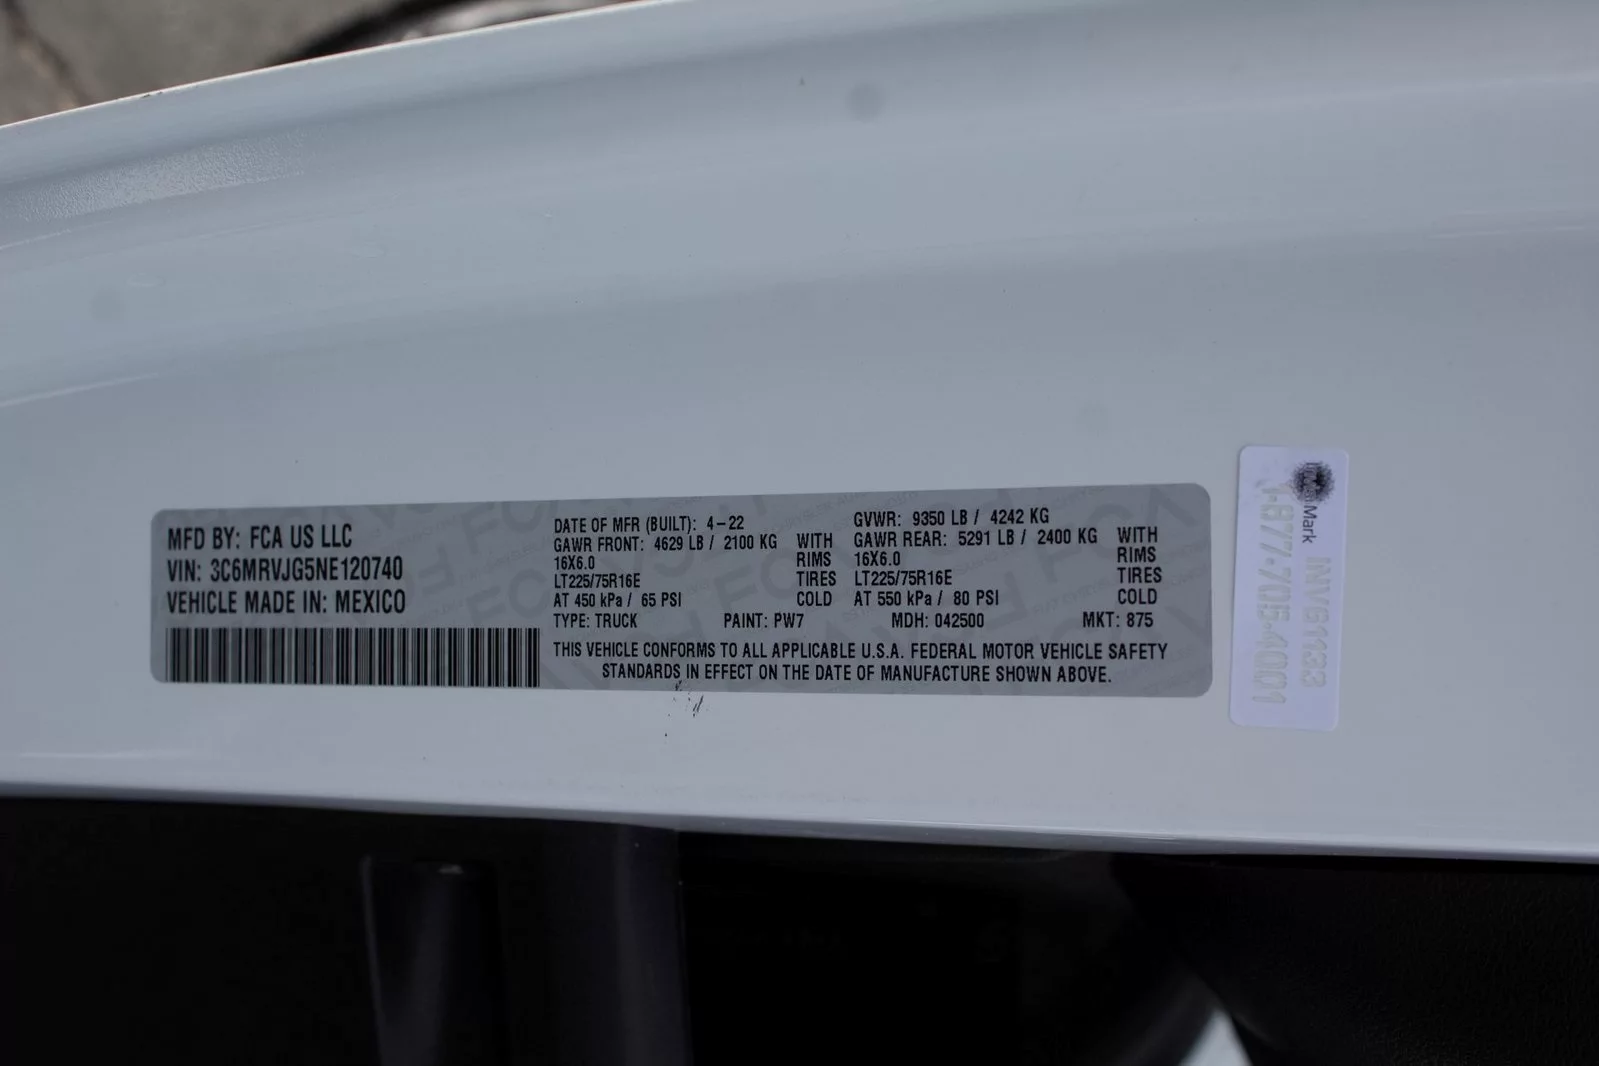 MFD BY: FCA US LLC
VIN: 3C6MRVJG5NE120740
VEHICLE MADE IN: MEXICO
DATE OF MFR (BUILT): 4-22
GAWR FRONT: 4629 LB / 2100 KG WITH
16X6.0 RIMS
LT225/75R16E TIRES
AT 450 kPa / 65 PSI COLD
GVWR: 9350 LB / 4242 KG
GAWR REAR: 5291 LB / 2400 KG WITH
16X6.0 RIMS
LT225/75R16E TIRES
AT 550 kPa / 80 PSI COLD
TYPE: TRUCK PAINT: PW7 MDH: 042500 MKT: 875
THIS VEHICLE CONFORMS TO ALL APPLICABLE U.S.A. FEDERAL MOTOR VEHICLE SAFETY
STANDARDS IN EFFECT ON THE DATE OF MANUFACTURE SHOWN ABOVE.
INV61133
1-877-705-4001